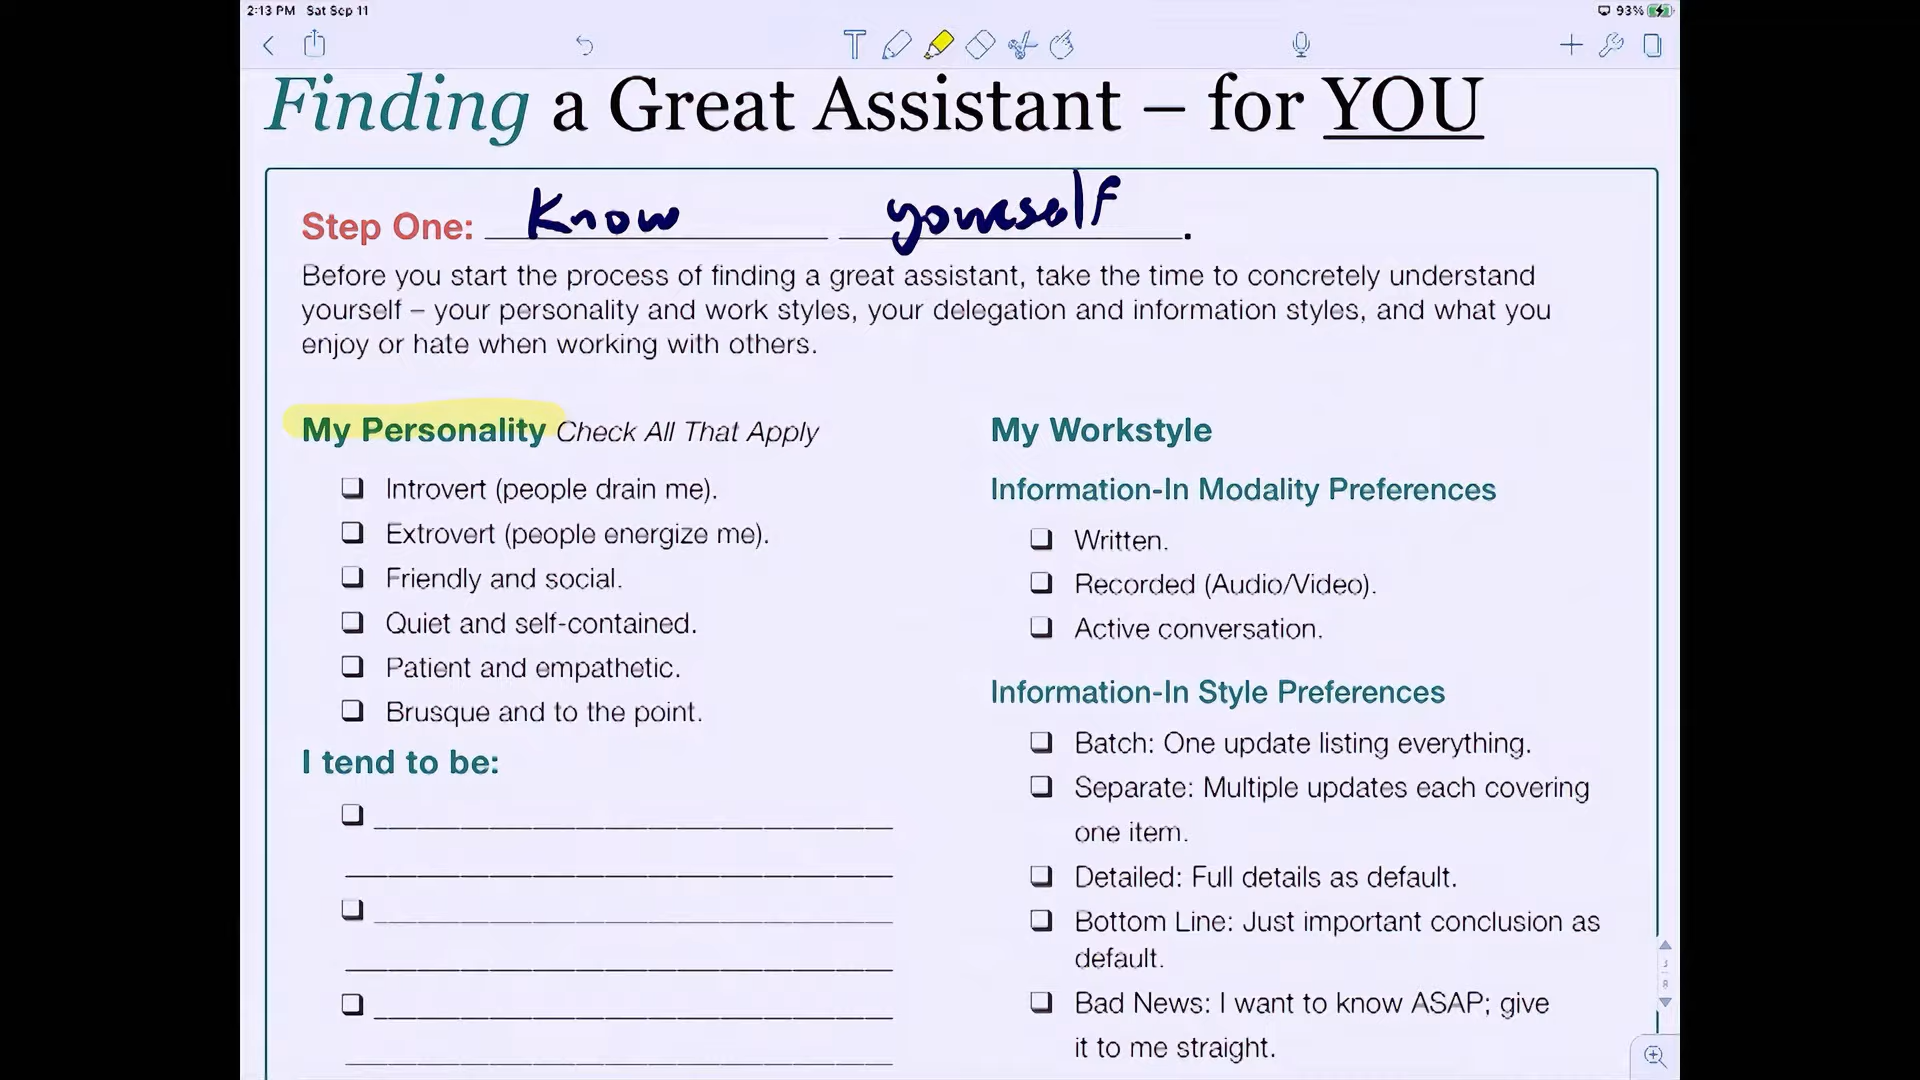 2:13 PM Sat Sep 11
93%
Finding a Great Assistant – for YOU
Step One: Know yourself.
Before you start the process of finding a great assistant, take the time to concretely understand
yourself – your personality and work styles, your delegation and information styles, and what you
enjoy or hate when working with others.
My Personality Check All That Apply
Introvert (people drain me).
Extrovert (people energize me).
Friendly and social.
Quiet and self-contained.
Patient and empathetic.
Brusque and to the point.
I tend to be:
My Workstyle
Information-In Modality Preferences
Written.
Recorded (Audio/Video).
Active conversation.
Information-In Style Preferences
Batch: One update listing everything.
Separate: Multiple updates each covering
one item.
Detailed: Full details as default.
Bottom Line: Just important conclusion as
default.
Bad News: I want to know ASAP; give
it to me straight.